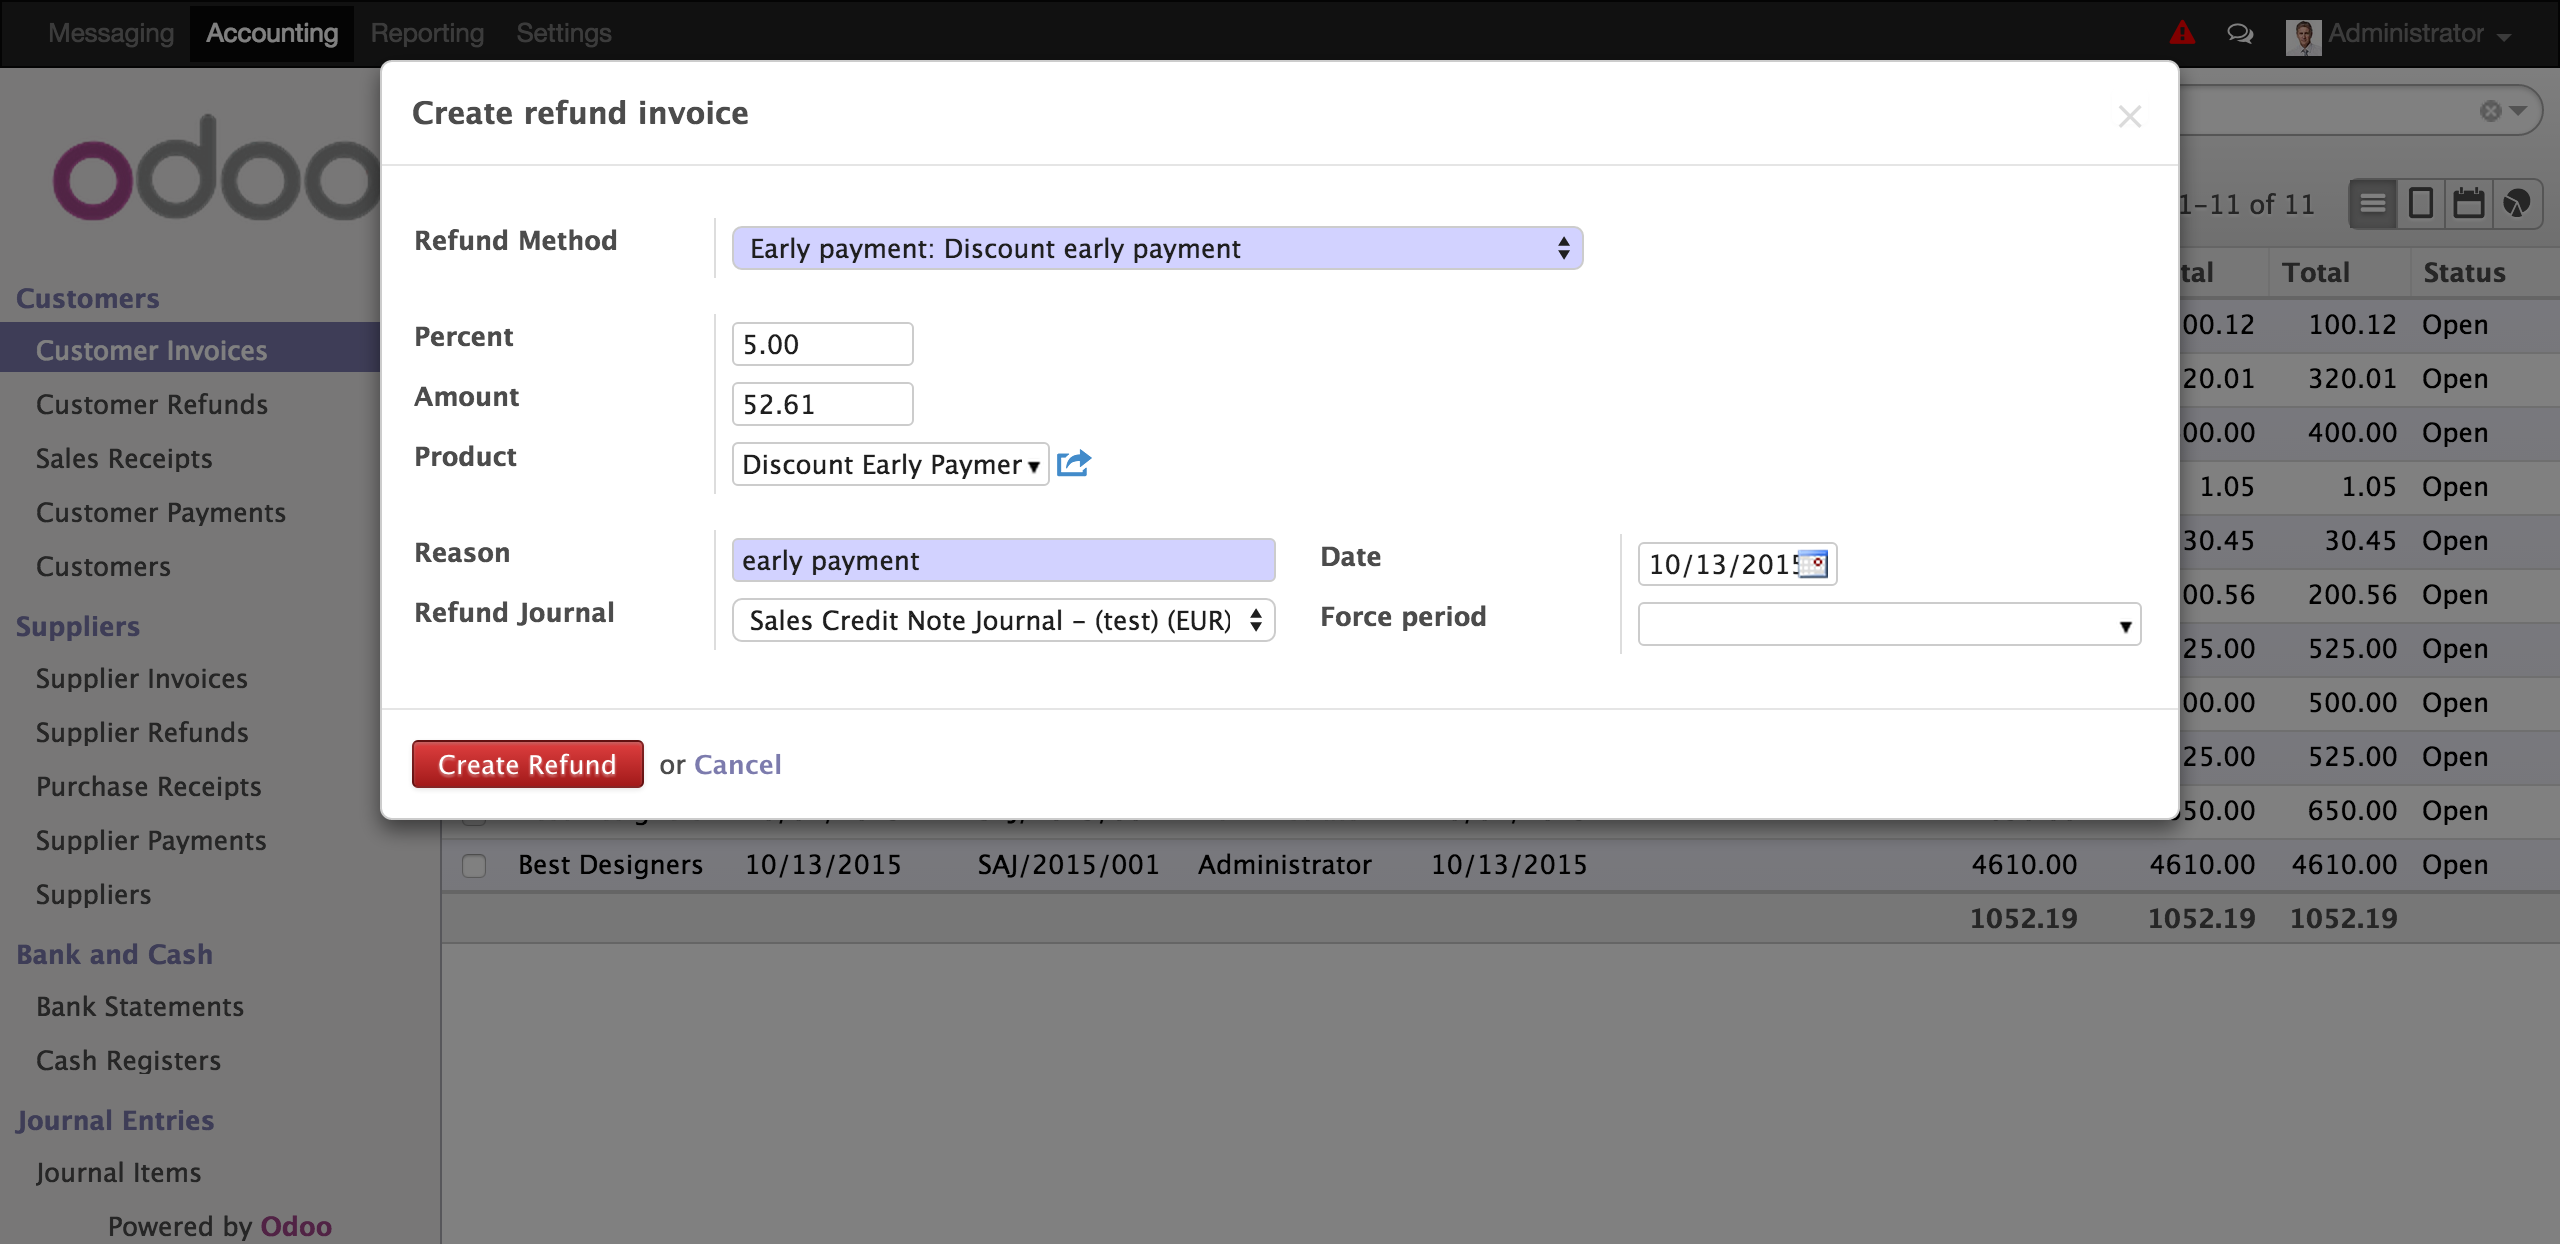 Messaging Accounting Reporting Settings Administrator
Create refund invoice
odoo
1-11 of 11
Refund Method Early payment: Discount early payment
Percent 5.00
Amount 52.61
Product Discount Early Paymer
Reason early payment Date 10/13/2015
Refund Journal Sales Credit Note Journal - (test) (EUR) Force period
Create Refund or Cancel
Customers
Customer Invoices
Customer Refunds
Sales Receipts
Customer Payments
Customers
Suppliers
Supplier Invoices
Supplier Refunds
Purchase Receipts
Supplier Payments
Suppliers
Bank and Cash
Bank Statements
Cash Registers
Journal Entries
Journal Items
Powered by Odoo
tal Total Status
00.12 100.12 Open
20.01 320.01 Open
00.00 400.00 Open
1.05 1.05 Open
30.45 30.45 Open
00.56 200.56 Open
25.00 525.00 Open
00.00 500.00 Open
25.00 525.00 Open
50.00 650.00 Open
Best Designers 10/13/2015 SAJ/2015/001 Administrator 10/13/2015 4610.00 4610.00 4610.00 Open
1052.19 1052.19 1052.19